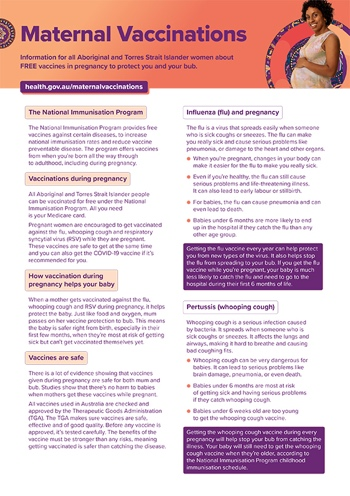 Maternal Vaccinations
Information for all Aboriginal and Torres Strait Islander women about
FREE vaccines in pregnancy to protect you and your bub.
health.gov.au/maternalvaccinations
The National Immunisation Program
The National Immunisation Program provides free
vaccines against certain diseases, to increase
national immunisation rates and reduce vaccine
preventable disease. The program offers vaccines
from when you're born all the way through
to adulthood, including during pregnancy.
Vaccinations during pregnancy
All Aboriginal and Torres Strait Islander people
can be vaccinated for free under the National
Immunisation Program. All you need
is your Medicare card.
Pregnant women are encouraged to get vaccinated
against the flu, whooping cough and respiratory
syncytial virus (RSV) while they are pregnant.
These vaccines are safe to get at the same time
and you can also get the COVID-19 vaccine if it's
recommended for you.
How vaccination during
pregnancy helps your baby
When a mother gets vaccinated against the flu,
whooping cough and RSV during pregnancy, it helps
protect the baby. Just like food and oxygen, mum
passes on her vaccine protection to bub. This means
the baby is safer right from birth, especially in their
first few months, when they're most at risk of getting
sick but can't get vaccinated themselves yet.
Vaccines are safe
There is a lot of evidence showing that vaccines
given during pregnancy are safe for both mum and
bub. Studies show that there's no harm to babies
when mothers get these vaccines while pregnant.
All vaccines used in Australia are checked and
approved by the Therapeutic Goods Administration
(TGA). The TGA makes sure vaccines are safe,
effective and of good quality. Before any vaccine is
approved, it's tested carefully. The benefits of the
vaccine must be stronger than any risks, meaning
getting vaccinated is safer than catching the disease.
Influenza (flu) and pregnancy
The flu is a virus that spreads easily when someone
who is sick coughs or sneezes. The flu can make
you really sick and cause serious problems like
pneumonia, or damage to the heart and other organs.
When you're pregnant, changes in your body can
make it easier for the flu to make you really sick.
Even if you're healthy, the flu can still cause
serious problems and life-threatening illness.
It can also lead to early labour or stillbirth.
For babies, the flu can cause pneumonia and can
even lead to death.
Babies under 6 months are more likely to end
up in the hospital if they catch the flu than any
other age group.
Getting the flu vaccine every year can help protect
you from new types of the virus. It also helps stop
the flu from spreading to your bub. If you get the flu
vaccine while you're pregnant, your baby is much
less likely to catch the flu and need to go to the
hospital during their first 6 months of life.
Pertussis (whooping cough)
Whooping cough is a serious infection caused
by bacteria. It spreads when someone who is
sick coughs or sneezes. It affects the lungs and
airways, making it hard to breathe and causing
bad coughing fits.
Whooping cough can be very dangerous for
babies. It can lead to serious problems like
brain damage, pneumonia, or even death.
Babies under 6 months are most at risk
of getting sick and having serious problems
if they catch whooping cough.
Babies under 6 weeks old are too young
to get the whooping cough vaccine.
Getting the whooping cough vaccine during every
pregnancy will help stop your bub from catching the
illness. Your baby will still need to get the whooping
cough vaccine when they're older, according to
the National Immunisation Program childhood
immunisation schedule.